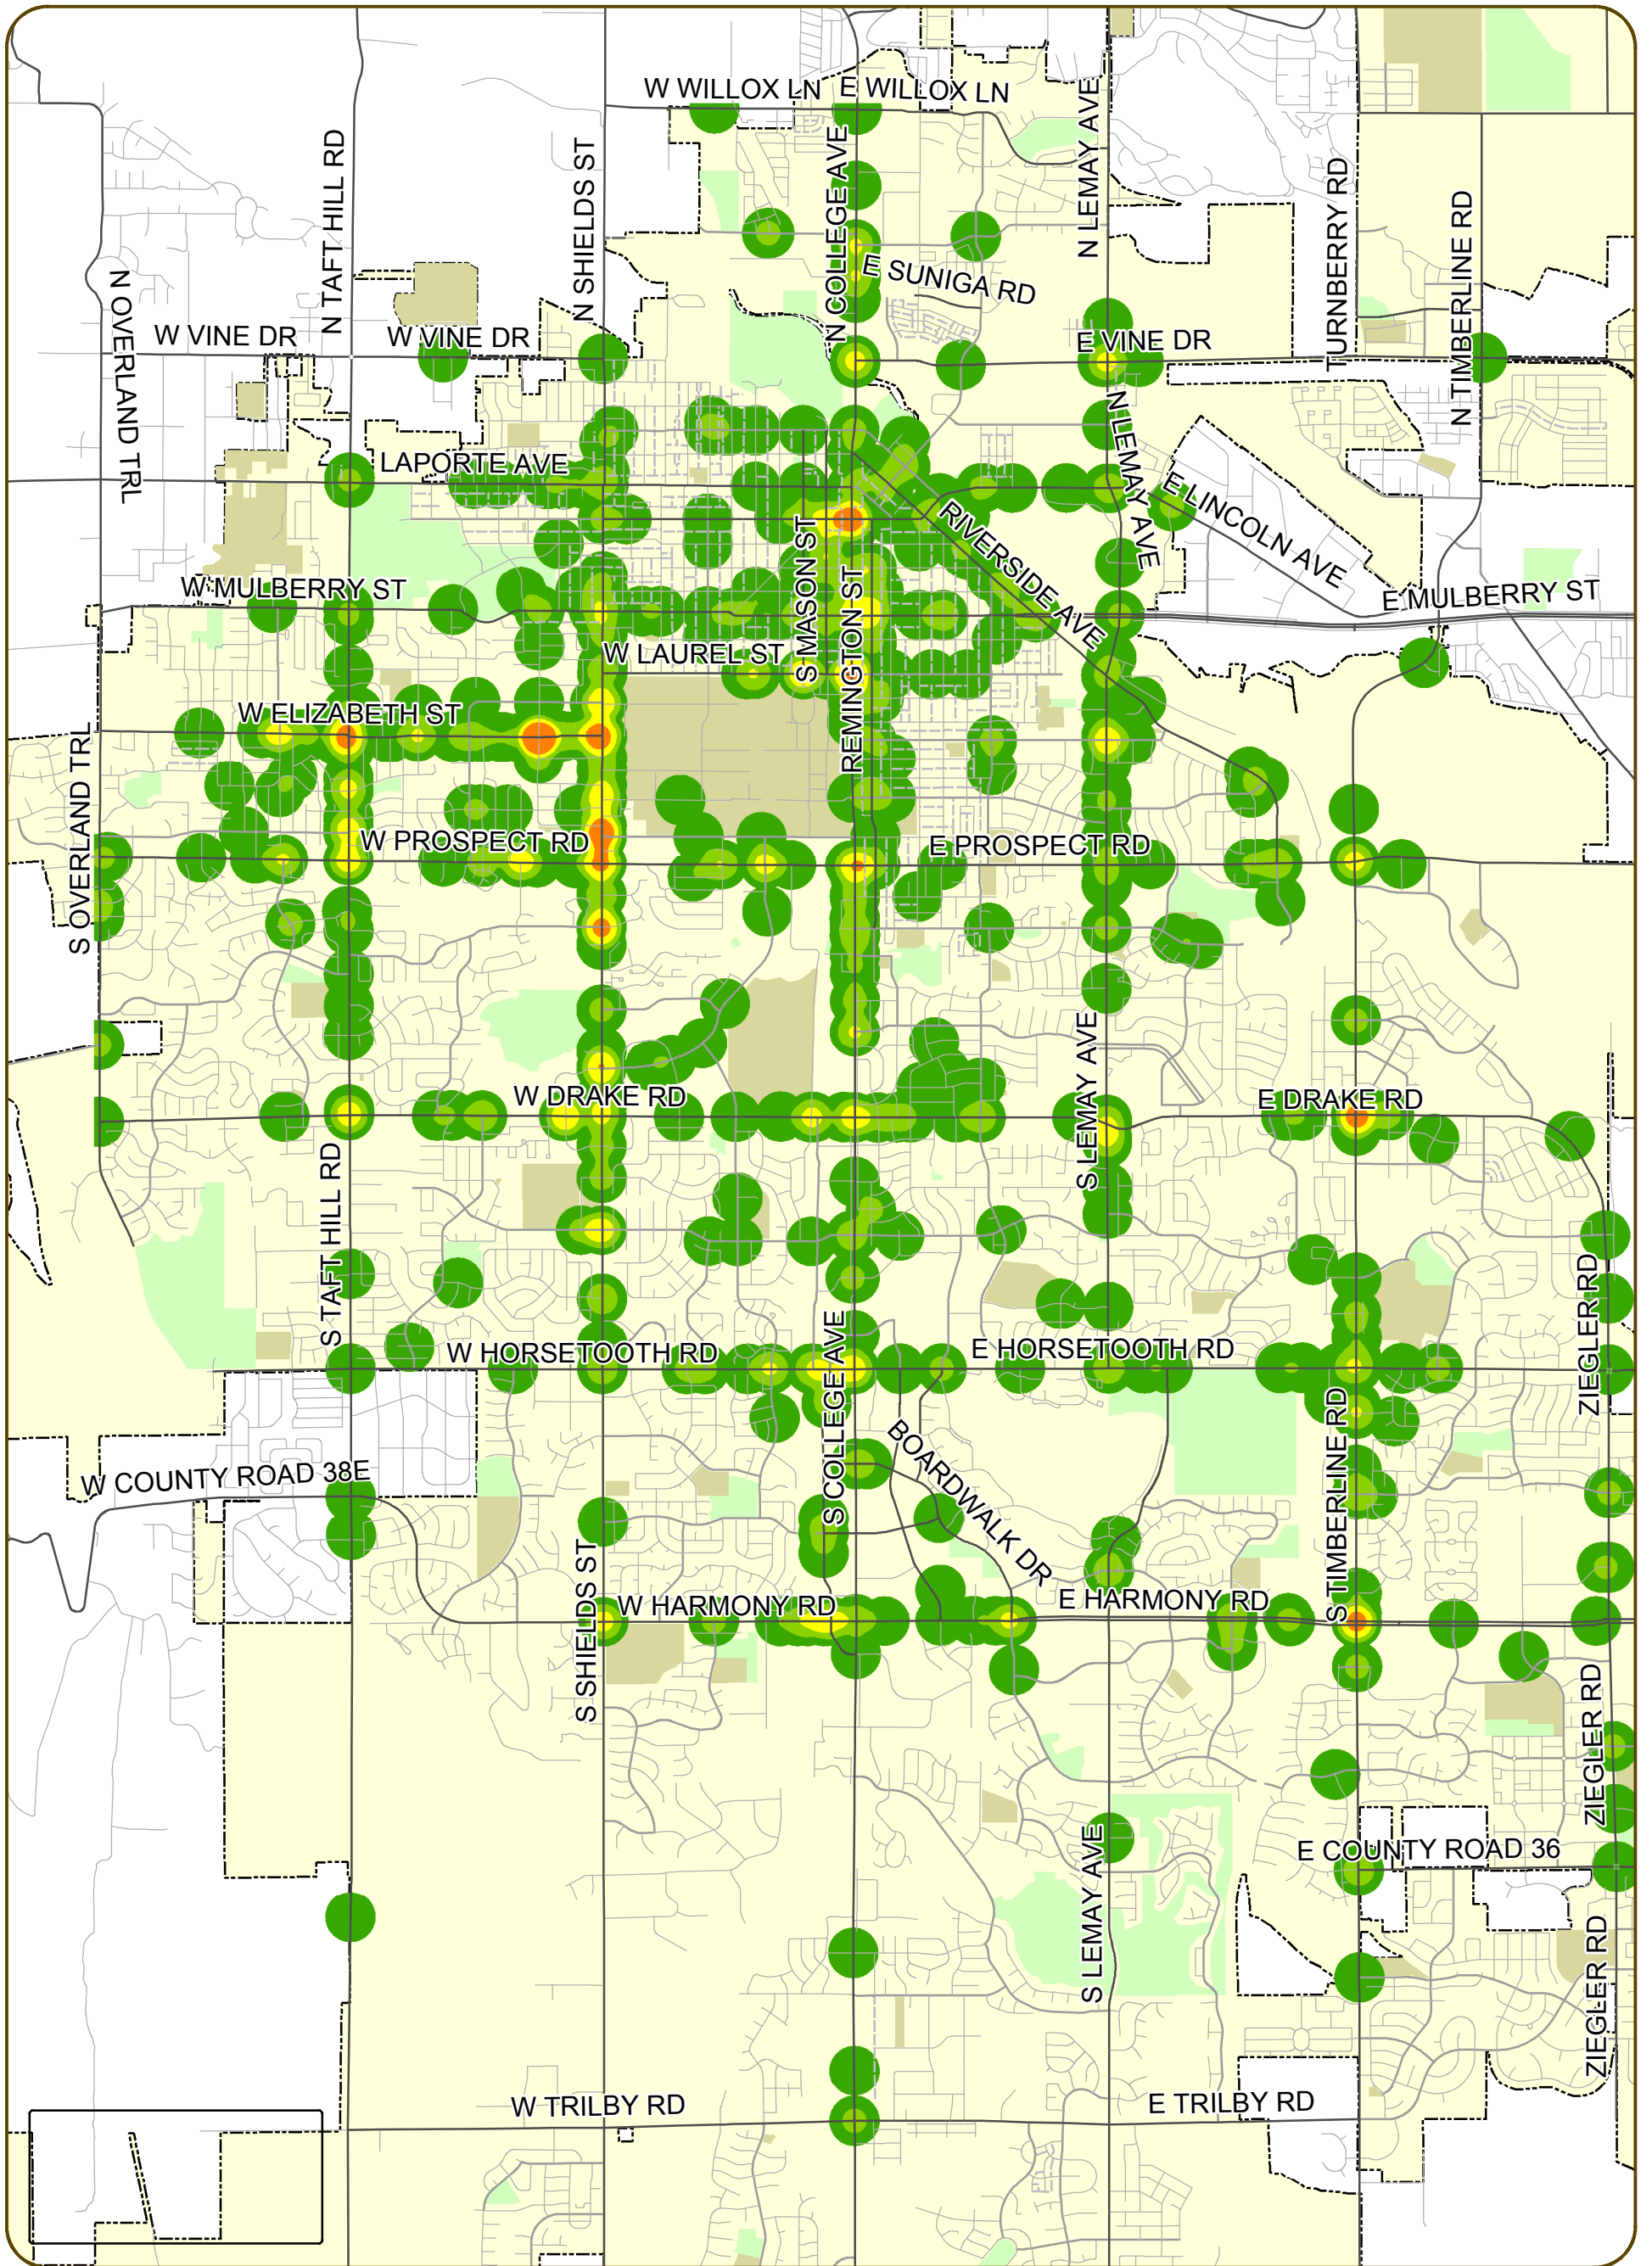 W WILLOX LN
E WILLOX LN
N LEMAY AVE
N COLLEGE AVE
N TAFT HILL RD
N SHIELDS ST
TURNBERRY RD
N TIMBERLINE RD
E SUNIGA RD
N OVERLAND TRL
W VINE DR
W VINE DR
E VINE DR
N LEMAY AVE
LAPORTE AVE
E LINCOLN AVE
RIVERSIDE AVE
S MASON ST
W MULBERRY ST
E MULBERRY ST
REMINGTON ST
W LAUREL ST
W ELIZABETH ST
S OVERLAND TRL
W PROSPECT RD
E PROSPECT RD
S LEMAY AVE
W DRAKE RD
E DRAKE RD
S TAFT HILL RD
ZIEGLER RD
S COLLEGE AVE
W HORSETOOTH RD
E HORSETOOTH RD
S TIMBERLINE RD
BOARDWALK DR
W COUNTY ROAD 38E
S SHIELDS ST
W HARMONY RD
E HARMONY RD
ZIEGLER RD
S LEMAY AVE
E COUNTY ROAD 36
ZIEGLER RD
W TRILBY RD
E TRILBY RD